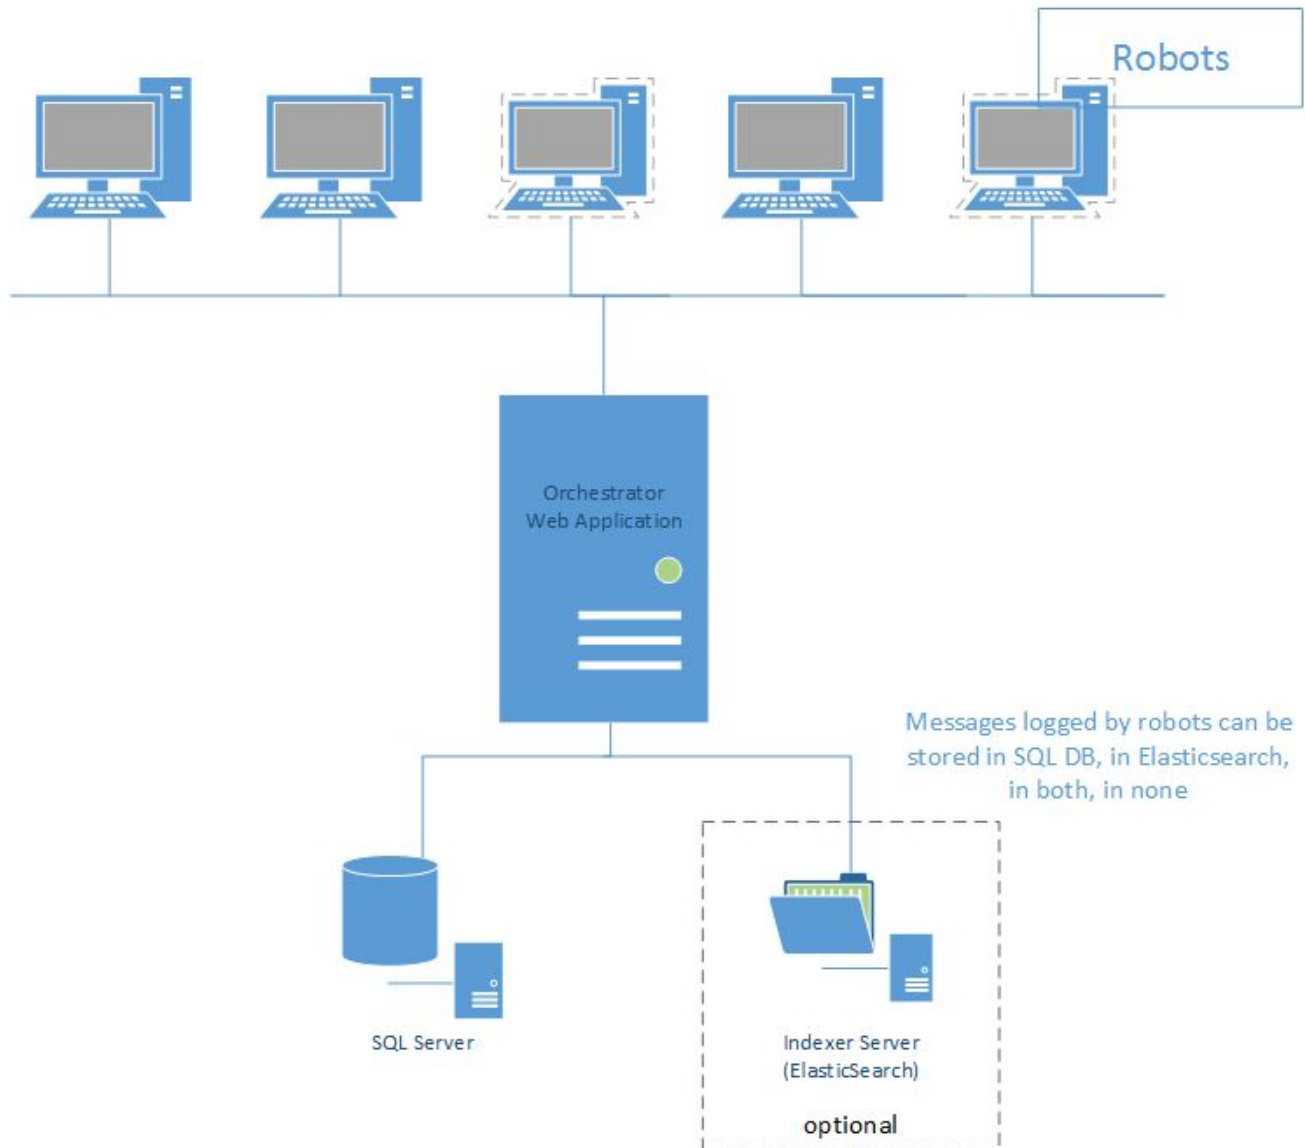 Robots
Orchestrator
Web Application
Messages logged by robots can be
stored in SQL DB, in Elasticsearch,
in both, in none
SQL Server
Indexer Server
(ElasticSearch)
optional